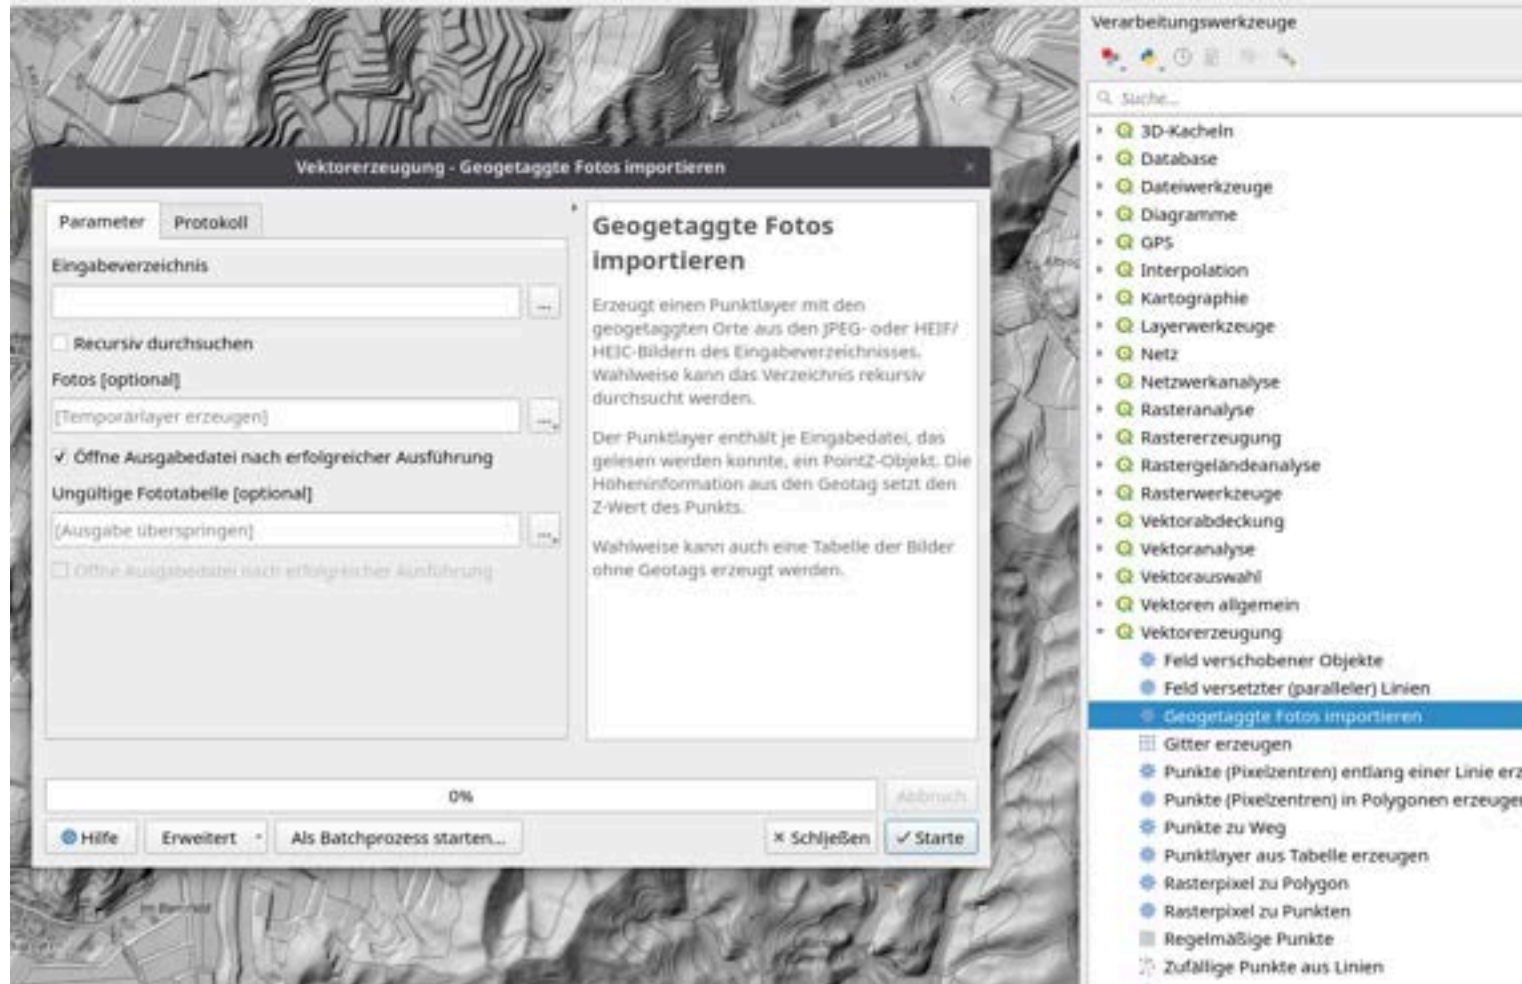 Verarbeitungswerkzeuge
Suche...
3D-Kacheln
Database
Dateiwerkzeuge
Diagramme
GPS
Interpolation
Kartographie
Layerwerkzeuge
Netz
Netzwerkanalyse
Rasteranalyse
Rastererzeugung
Rastergeländeanalyse
Rasterwerkzeuge
Vektorabdeckung
Vektoranalyse
Vektorauswahl
Vektoren allgemein
Vektorerzeugung
Feld verschobener Objekte
Feld versetzter (paralleler) Linien
Geogetaggte Fotos importieren
Gitter erzeugen
Punkte (Pixelzentren) entlang einer Linie erz
Punkte (Pixelzentren) in Polygonen erzeugen
Punkte zu Weg
Punktlayer aus Tabelle erzeugen
Rasterpixel zu Polygon
Rasterpixel zu Punkten
Regelmäßige Punkte
Zufällige Punkte aus Linien
Vektorerzeugung - Geogetaggte Fotos importieren
Parameter Protokoll
Eingabeverzeichnis
...
Recursiv durchsuchen
Fotos [optional]
[Temporärlayer erzeugen]
...
Öffne Ausgabedatei nach erfolgreicher Ausführung
Ungültige Fototabelle [optional]
[Ausgabe überspringen]
...
Öffne Ausgabedatei nach erfolgreicher Ausführung
Geogetaggte Fotos
importieren
Erzeugt einen Punktlayer mit den
geogetaggten Orte aus den JPEG- oder HEIF/
HEIC-Bildern des Eingabeverzeichnisses.
Wahlweise kann das Verzeichnis rekursiv
durchsucht werden.
Der Punktlayer enthält je Eingabedatei, das
gelesen werden konnte, ein PointZ-Objekt. Die
Höheninformation aus den Geotag setzt den
Z-Wert des Punkts.
Wahlweise kann auch eine Tabelle der Bilder
ohne Geotags erzeugt werden.
0%
Abbruch
Hilfe Erweitert Als Batchprozess starten... Schließen Starte